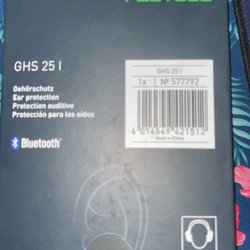 GHS 25 I
Gehörschutz
Ear protection
Protection auditive
Protección para los oídos
Bluetooth
GHS 25 I
1x
№ 577792
4 014549 421512
Made in China